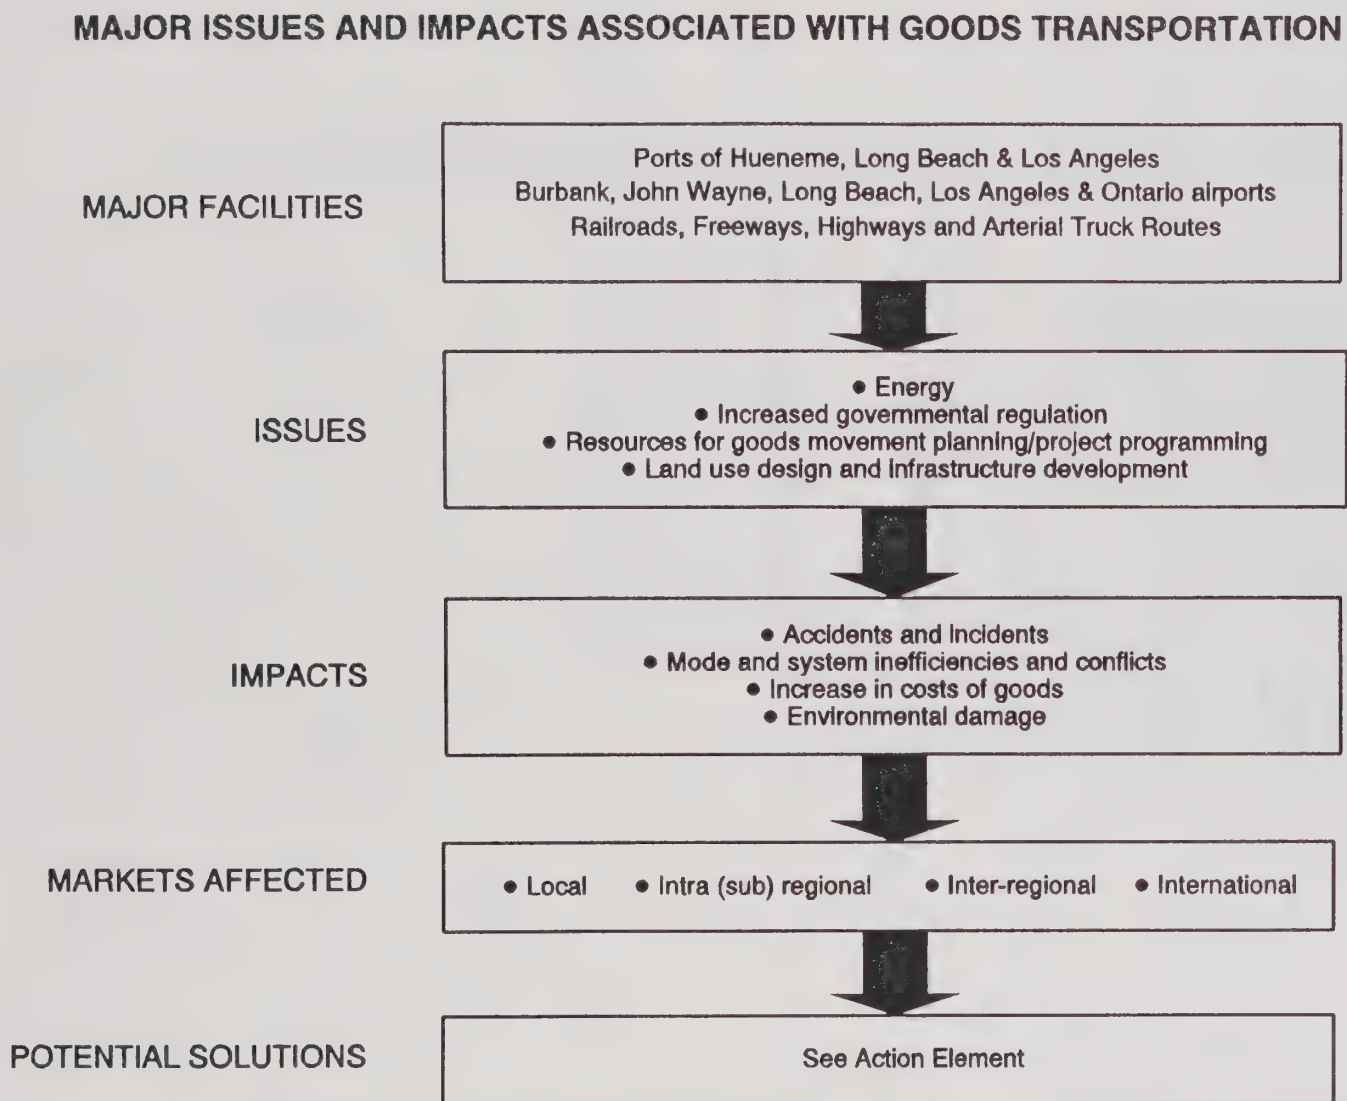 MAJOR ISSUES AND IMPACTS ASSOCIATED WITH GOODS TRANSPORTATION
MAJOR FACILITIES
Ports of Hueneme, Long Beach & Los Angeles
Burbank, John Wayne, Long Beach, Los Angeles & Ontario airports
Railroads, Freeways, Highways and Arterial Truck Routes
ISSUES
● Energy
● Increased governmental regulation
● Resources for goods movement planning/project programming
● Land use design and infrastructure development
IMPACTS
● Accidents and Incidents
● Mode and system inefficiencies and conflicts
● Increase in costs of goods
● Environmental damage
MARKETS AFFECTED
● Local ● Intra (sub) regional ● Inter-regional ● International
POTENTIAL SOLUTIONS
See Action Element